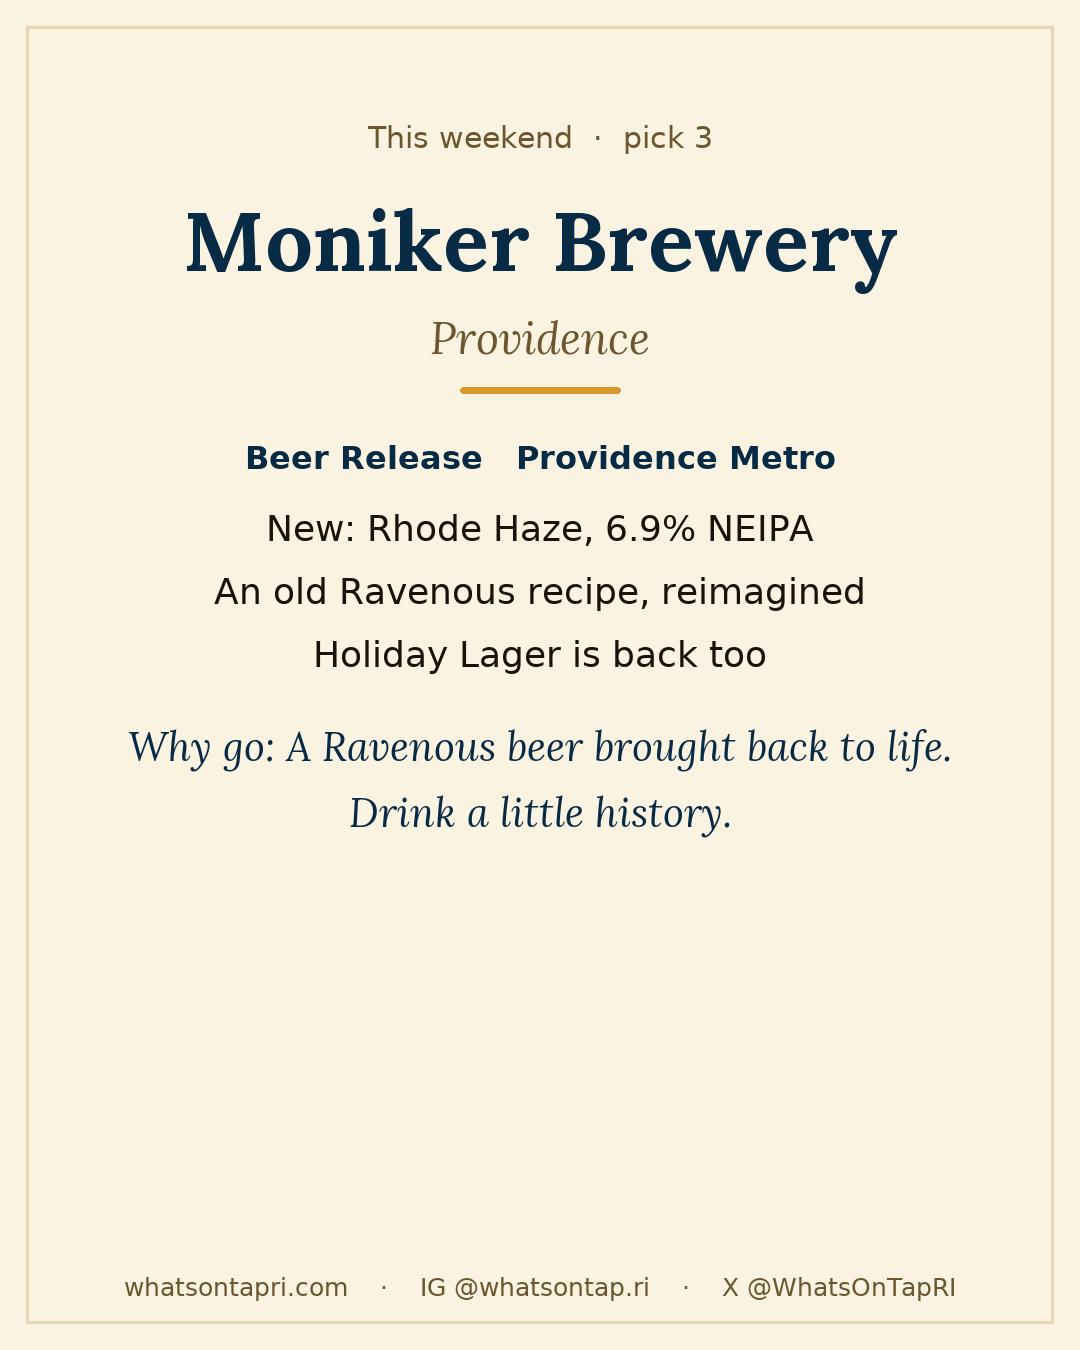 This weekend · pick 3
Moniker Brewery
Providence
Beer Release Providence Metro
New: Rhode Haze, 6.9% NEIPA
An old Ravenous recipe, reimagined
Holiday Lager is back too
Why go: A Ravenous beer brought back to life.
Drink a little history.
whatsontapri.com · IG @whatsontap.ri · X @WhatsOnTapRI